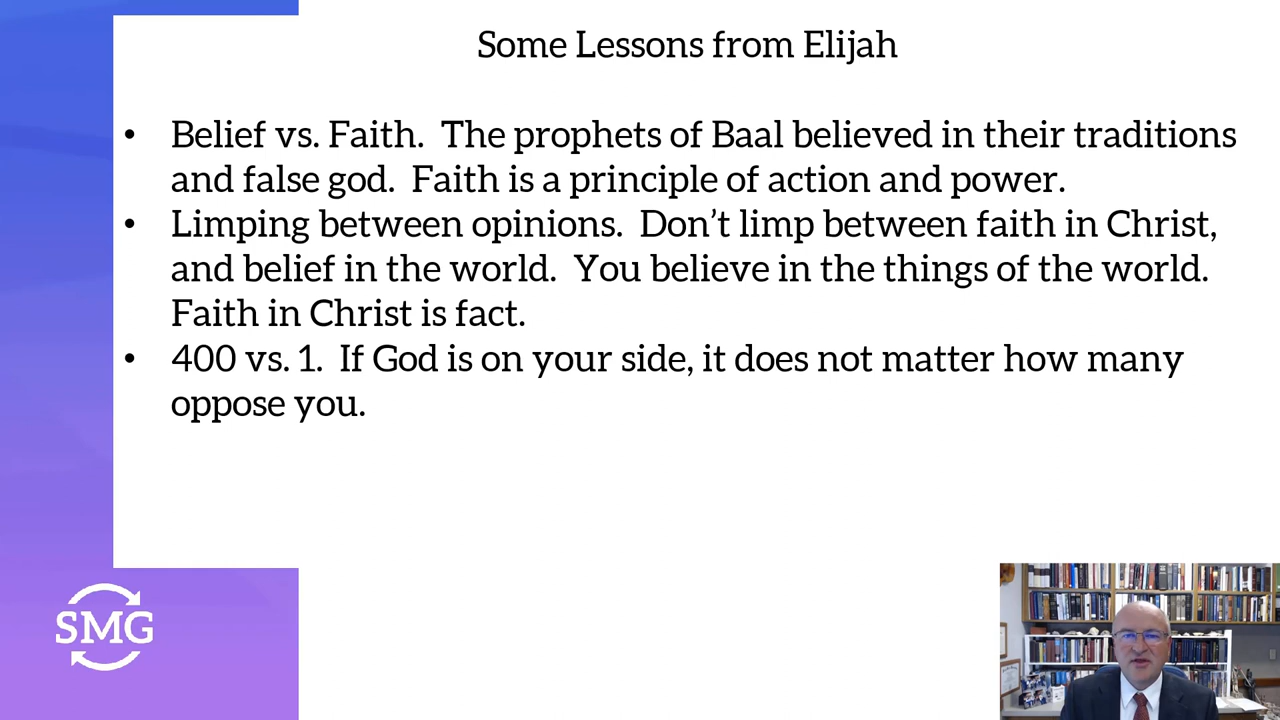 Some Lessons from Elijah
• Belief vs. Faith. The prophets of Baal believed in their traditions
and false god. Faith is a principle of action and power.
• Limping between opinions. Don’t limp between faith in Christ,
and belief in the world. You believe in the things of the world.
Faith in Christ is fact.
• 400 vs. 1. If God is on your side, it does not matter how many
oppose you.
SMG